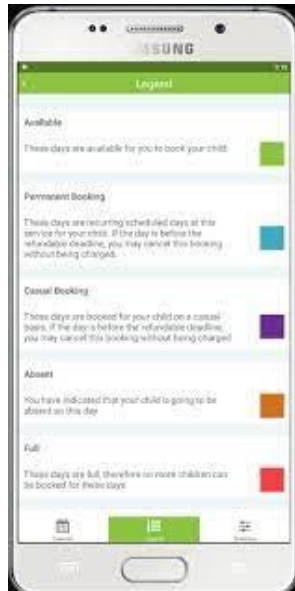 SAMSUNG
Legend
Available
These days are available for you to book your child.
Permanent Booking
These days are recurring scheduled days at this
service for your child. If the day is before the
refundable deadline, you may cancel this booking
without being charged.
Casual Booking
These days are booked for your child on a casual
basis. If the day is before the refundable deadline,
you may cancel this booking without being charged
Absent
You have indicated that your child is going to be
absent on this day
Full
These days are full, therefore no more children can
be booked for these days